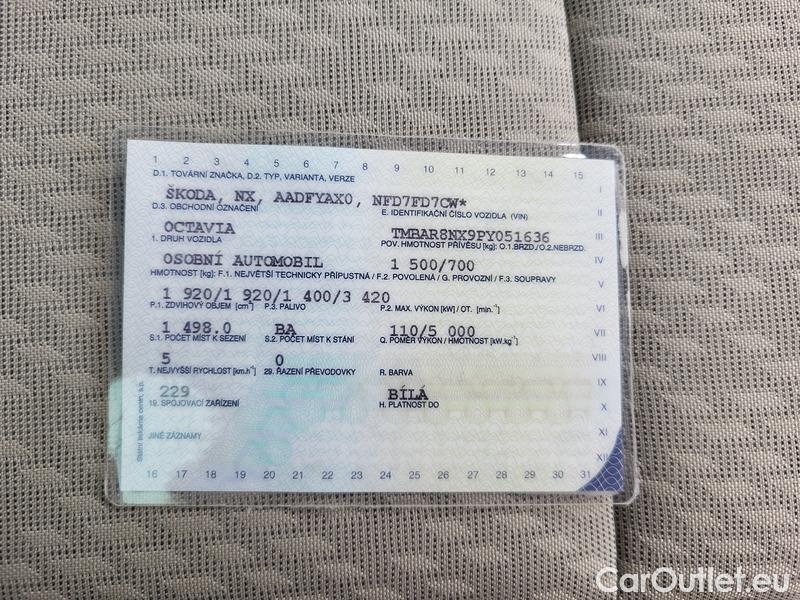 1 2 3 4 5 6 7 8 9 10 11 12 13 14 15
D.1. TOVÁRNÍ ZNAČKA, D.2. TYP, VARIANTA, VERZE
I
ŠKODA, NX, AADFYAX0, NFD7FD7CW*
D.3. OBCHODNÍ OZNAČENÍ E. IDENTIFIKAČNÍ ČÍSLO VOZIDLA (VIN)
II
OCTAVIA TMBAR8NX9PY051636
III
1. DRUH VOZIDLA POV. HMOTNOST PŘÍVĚSU [kg]: O.1.BRZD./O.2.NEBRZD.
OSOBNÍ AUTOMOBIL 1 500/700
IV
HMOTNOST [kg]: F.1. NEJVĚTŠÍ TECHNICKY PŘÍPUSTNÁ / F.2. POVOLENÁ / G. PROVOZNÍ / F.3. SOUPRAVY
V
1 920/1 920/1 400/3 420
P.1. ZDVIHOVÝ OBJEM [cm³] P.3. PALIVO P.2. MAX. VÝKON [kW] / OT. [min.⁻¹]
VI
1 498.0 BA 110/5 000
VII
S.1. POČET MÍST K SEZENÍ S.2. POČET MÍST K STÁNÍ Q. POMĚR VÝKON / HMOTNOST [kW.kg⁻¹]
5 0
VIII
T. NEJVYŠŠÍ RYCHLOST [km.h⁻¹] 29. ŘAZENÍ PŘEVODOVKY R. BARVA
IX
229 BÍLÁ
19. SPOJOVACÍ ZAŘÍZENÍ H. PLATNOST DO
X
JINÉ ZÁZNAMY
XI
XII
16 17 18 19 20 21 22 23 24 25 26 27 28 29 30 31
CarOutlet.eu